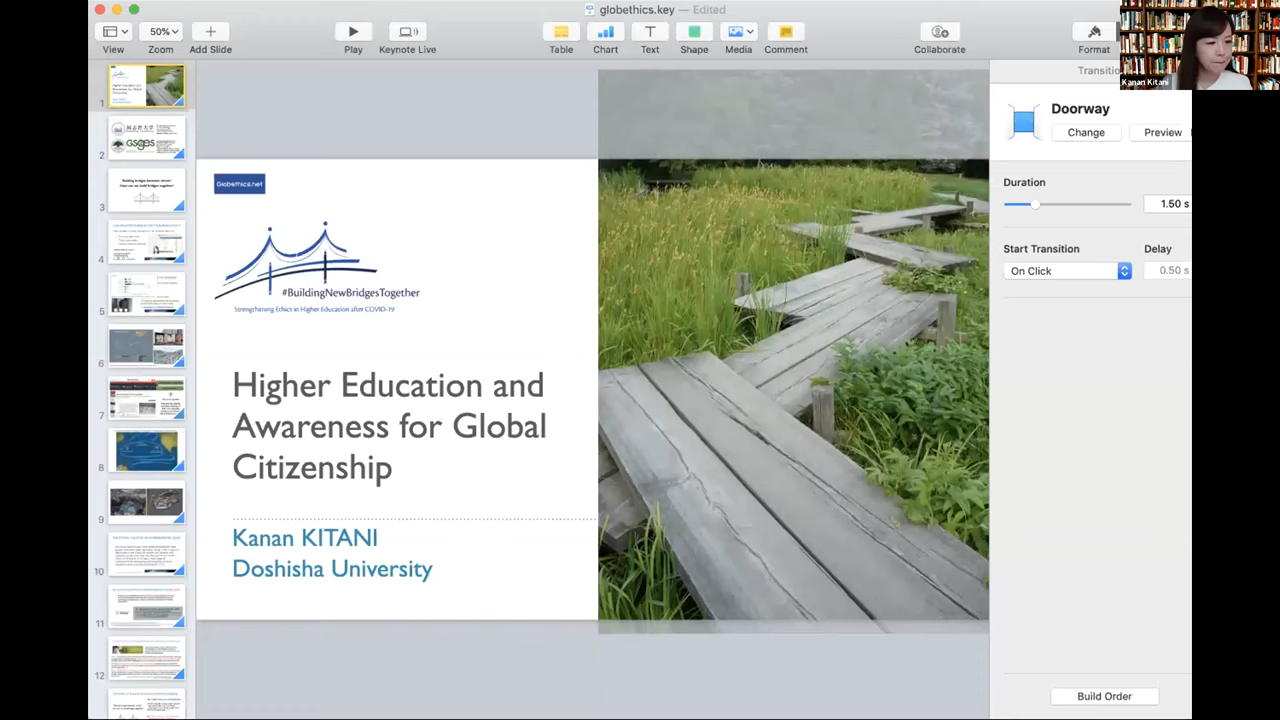 globethics.key — Edited
View
50%
Zoom
Add Slide
Play
Keynote Live
Table
Chart
Text
Shape
Media
Comment
Collaborate
Format
Kanan Kitani
Doorway
Change
Preview
Duration
1.50 s
Start Transition
Delay
On Click
0.50 s
Build Order
Globethics.net
#BuildingNewBridgesTogether
Strengthening Ethics in Higher Education after COVID-19
Higher Education and
Awareness for Global
Citizenship
Kanan KITANI
Doshisha University
1
2
3
4
5
6
7
8
9
10
11
12